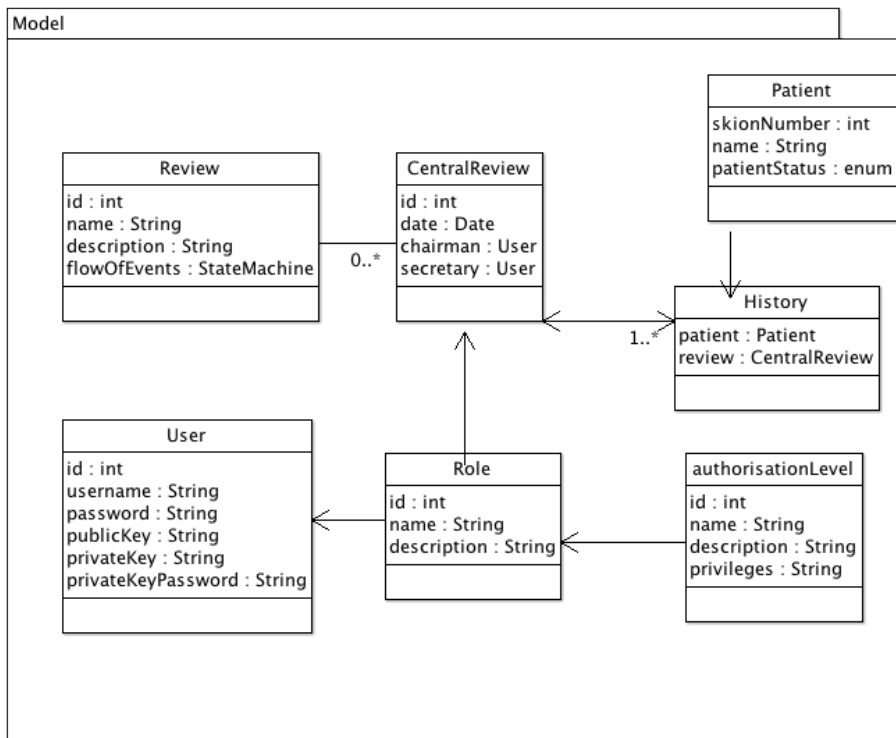 Model
Patient
skionNumber : int
name : String
patientStatus : enum
Review
id : int
name : String
description : String
flowOfEvents : StateMachine
CentralReview
id : int
date : Date
chairman : User
secretary : User
0..*
1..*
History
patient : Patient
review : CentralReview
User
id : int
username : String
password : String
publicKey : String
privateKey : String
privateKeyPassword : String
Role
id : int
name : String
description : String
authorisationLevel
id : int
name : String
description : String
privileges : String